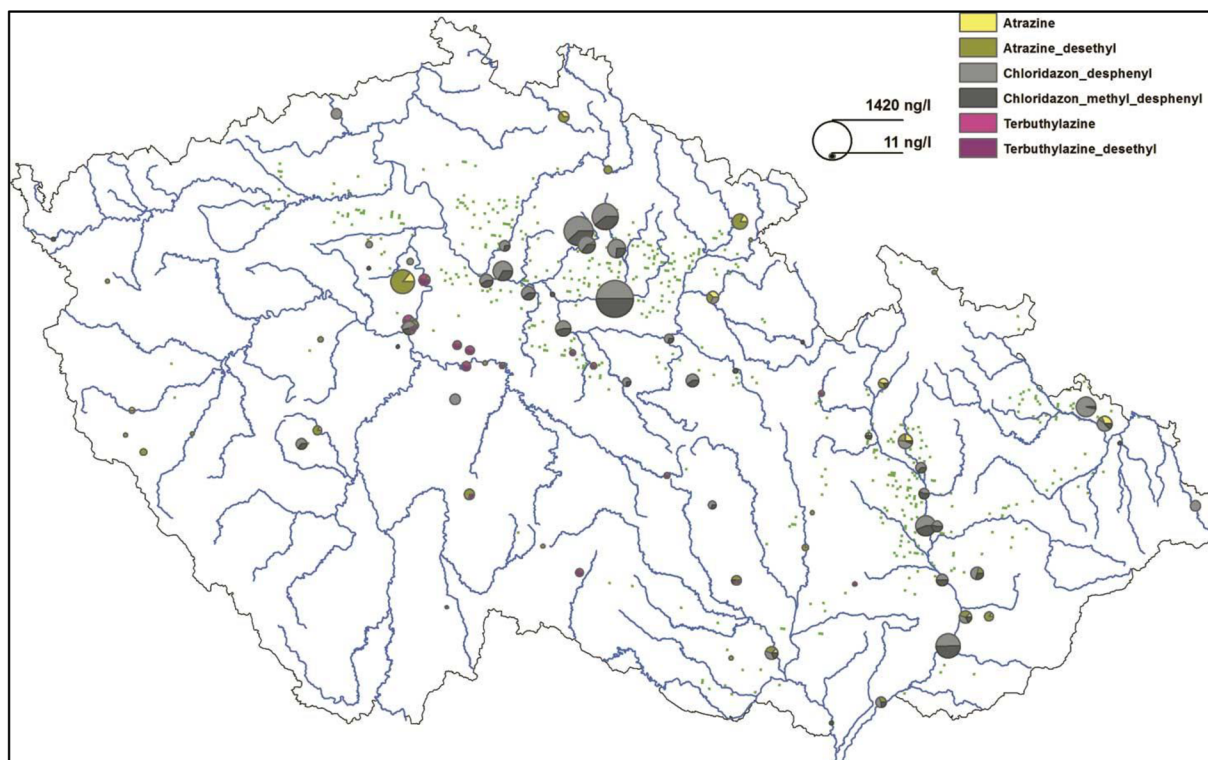 Atrazine
Atrazine_desethyl
Chloridazon_desphenyl
Chloridazon_methyl_desphenyl
Terbuthylazine
Terbuthylazine_desethyl
1420 ng/l
11 ng/l